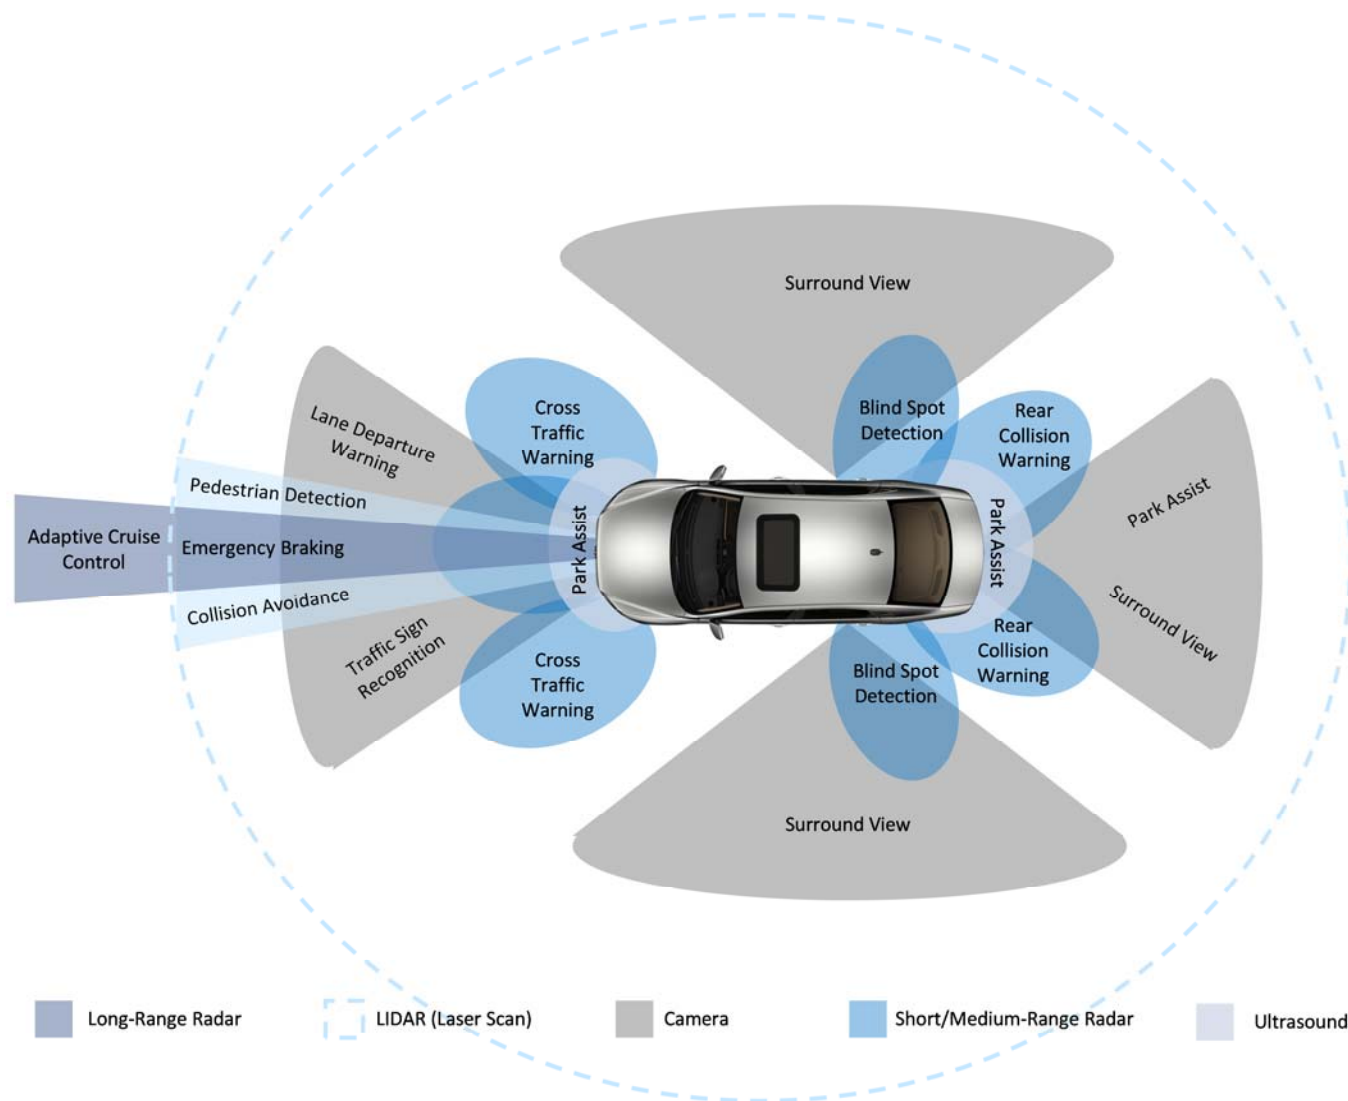 Surround View
Cross
Traffic
Warning
Blind Spot
Detection
Rear
Collision
Warning
Lane Departure
Warning
Pedestrian Detection
Adaptive Cruise
Control
Emergency Braking
Park Assist
Park Assist
Park Assist
Collision Avoidance
Surround View
Traffic Sign
Recognition
Cross
Traffic
Warning
Blind Spot
Detection
Rear
Collision
Warning
Surround View
Long-Range Radar
LIDAR (Laser Scan)
Camera
Short/Medium-Range Radar
Ultrasound